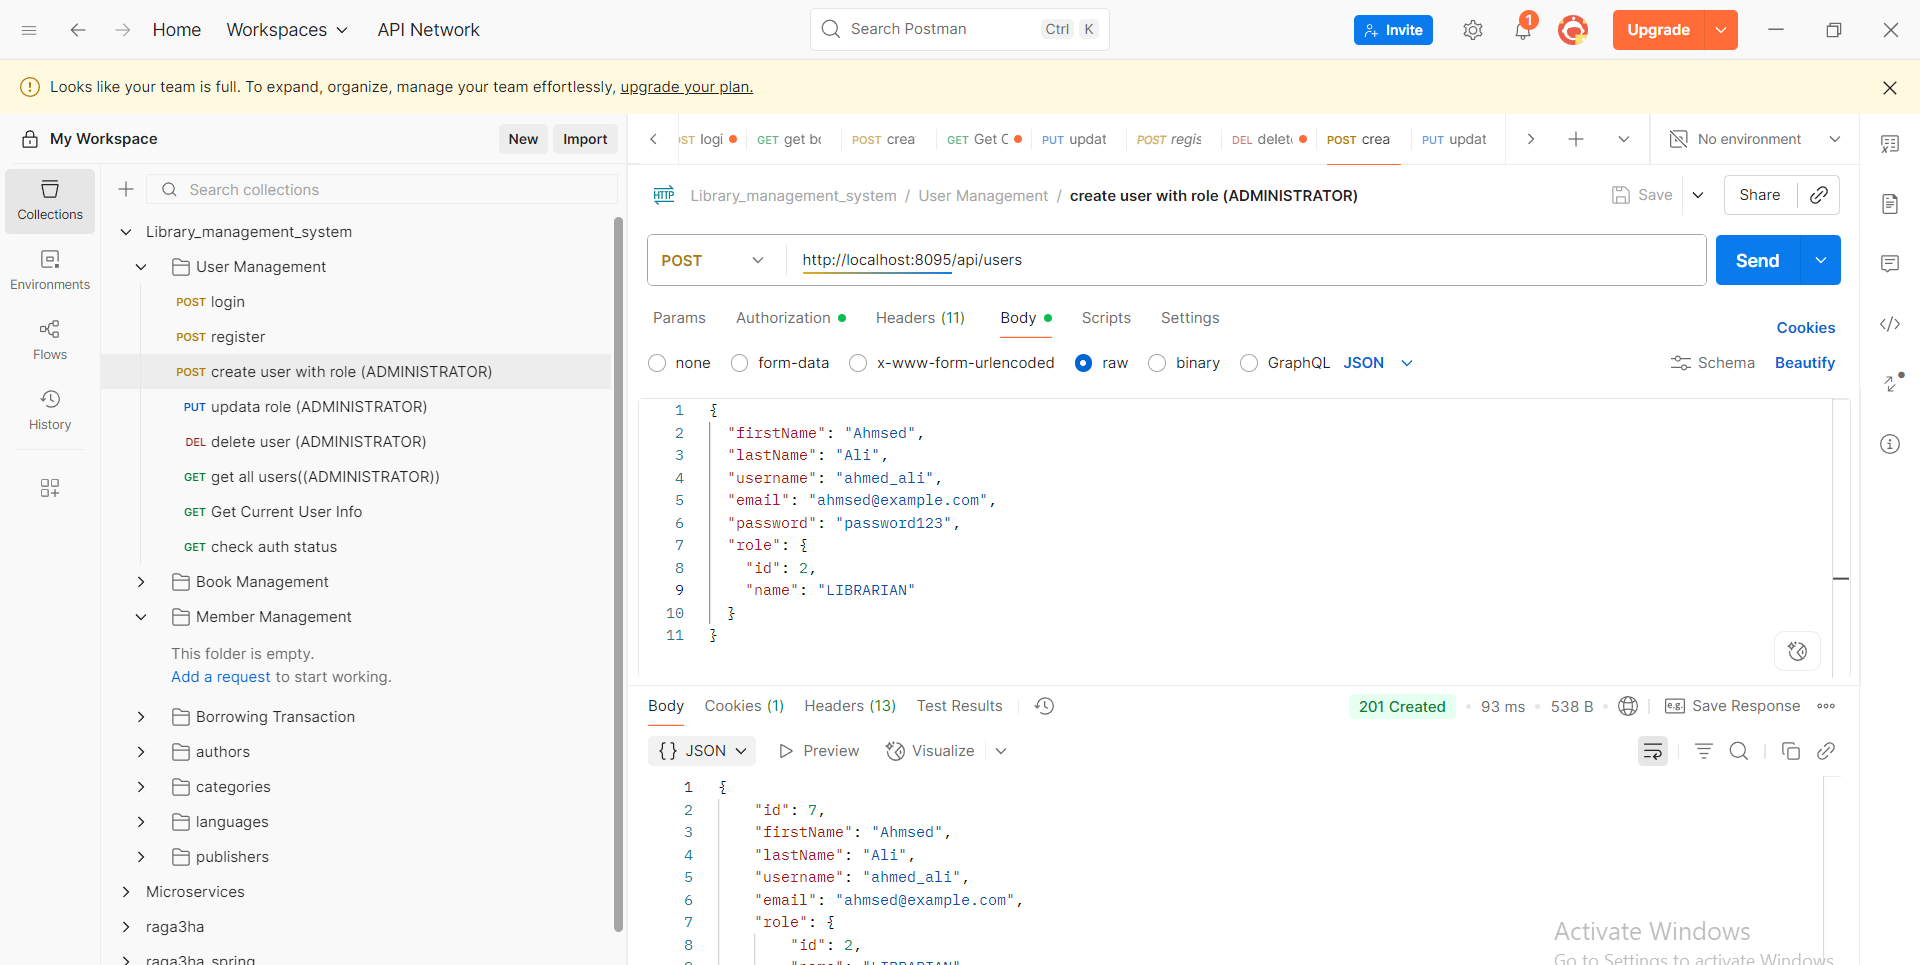 Home
Workspaces
API Network
Search Postman
Ctrl K
Invite
1
Upgrade
Looks like your team is full. To expand, organize, manage your team effortlessly, upgrade your plan.
My Workspace
New
Import
Collections
Environments
Flows
History
Search collections
Library_management_system
User Management
POST login
POST register
POST create user with role (ADMINISTRATOR)
PUT updata role (ADMINISTRATOR)
DEL delete user (ADMINISTRATOR)
GET get all users((ADMINISTRATOR))
GET Get Current User Info
GET check auth status
Book Management
Member Management
This folder is empty.
Add a request to start working.
Borrowing Transaction
authors
categories
languages
publishers
Microservices
raga3ha
raga3ha_spring
OST logi
GET get bo
POST crea
GET Get C
PUT updat
POST regis
DEL delet
POST crea
PUT updat
No environment
HTTP Library_management_system / User Management / create user with role (ADMINISTRATOR)
Save
Share
POST
http://localhost:8095/api/users
Send
Params
Authorization
Headers (11)
Body
Scripts
Settings
Cookies
none
form-data
x-www-form-urlencoded
raw
binary
GraphQL
JSON
Schema
Beautify
1 {
2 "firstName": "Ahmsed",
3 "lastName": "Ali",
4 "username": "ahmed_ali",
5 "email": "ahmsed@example.com",
6 "password": "password123",
7 "role": {
8 "id": 2,
9 "name": "LIBRARIAN"
10 }
11 }
Body
Cookies (1)
Headers (13)
Test Results
201 Created
93 ms
538 B
e.g. Save Response
{} JSON
Preview
Visualize
1 {
2 "id": 7,
3 "firstName": "Ahmsed",
4 "lastName": "Ali",
5 "username": "ahmed_ali",
6 "email": "ahmsed@example.com",
7 "role": {
8 "id": 2,
9 "name": "LIBRARIAN"
Activate Windows
Go to Settings to activate Windows.